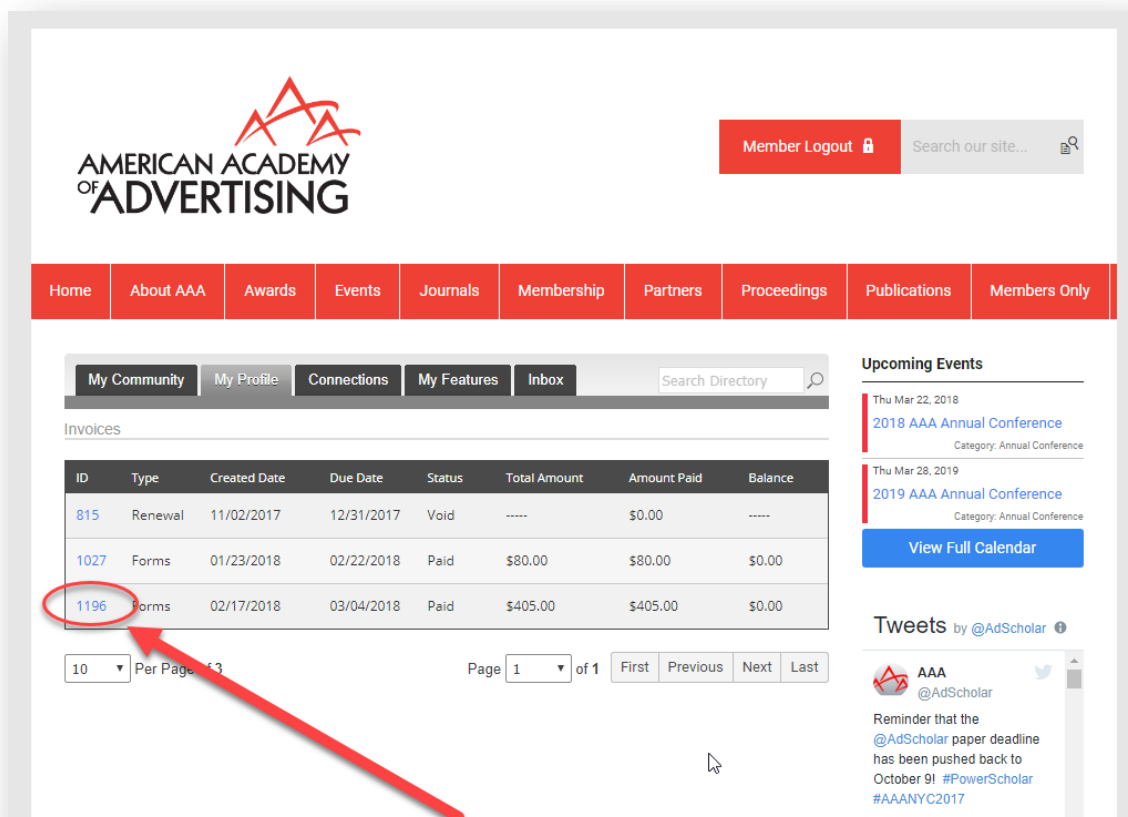 AMERICAN ACADEMY
OF ADVERTISING
Member Logout
Search our site...
Home About AAA Awards Events Journals Membership Partners Proceedings Publications Members Only
My Community My Profile Connections My Features Inbox
Search Directory
Invoices
ID Type Created Date Due Date Status Total Amount Amount Paid Balance
815 Renewal 11/02/2017 12/31/2017 Void ----- $0.00 -----
1027 Forms 01/23/2018 02/22/2018 Paid $80.00 $80.00 $0.00
1196 Forms 02/17/2018 03/04/2018 Paid $405.00 $405.00 $0.00
10 Per Page of 3
Page 1 of 1 First Previous Next Last
Upcoming Events
Thu Mar 22, 2018
2018 AAA Annual Conference
Category: Annual Conference
Thu Mar 28, 2019
2019 AAA Annual Conference
Category: Annual Conference
View Full Calendar
Tweets by @AdScholar
AAA
@AdScholar
Reminder that the
@AdScholar paper deadline
has been pushed back to
October 9! #PowerScholar
#AAANYC2017